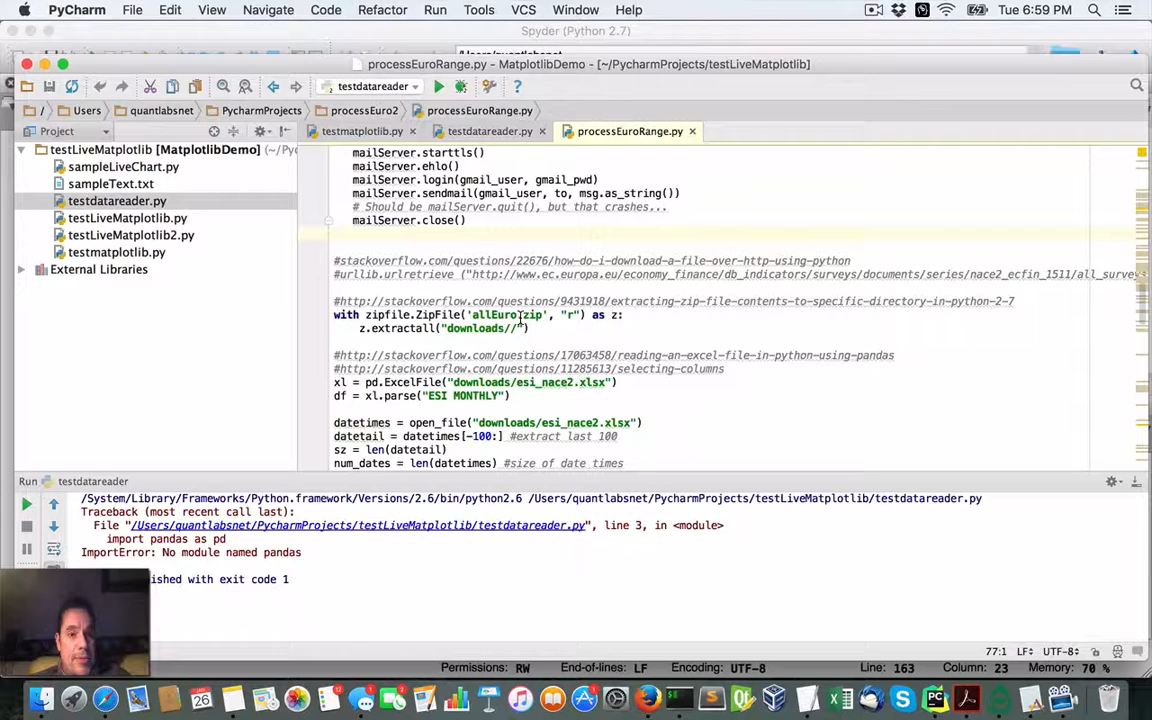 PyCharm File Edit View Navigate Code Refactor Run Tools VCS Window Help Tue 6:59 PM
Spyder (Python 2.7)
processEuroRange.py - MatplotlibDemo - [~/PycharmProjects/testLiveMatplotlib]
testdatareader
/ Users quantlabsnet PycharmProjects processEuro2 processEuroRange.py
Project
testmatplotlib.py testdatareader.py processEuroRange.py
testLiveMatplotlib [MatplotlibDemo] (~/Py
sampleLiveChart.py
sampleText.txt
testdatareader.py
testLiveMatplotlib.py
testLiveMatplotlib2.py
testmatplotlib.py
External Libraries
mailServer.starttls()
mailServer.ehlo()
mailServer.login(gmail_user, gmail_pwd)
mailServer.sendmail(gmail_user, to, msg.as_string())
# Should be mailServer.quit(), but that crashes...
mailServer.close()
#stackoverflow.com/questions/22676/how-do-i-download-a-file-over-http-using-python
#urllib.urlretrieve ("http://www.ec.europa.eu/economy_finance/db_indicators/surveys/documents/series/nace2_ecfin_1511/all_surveys
#http://stackoverflow.com/questions/9431918/extracting-zip-file-contents-to-specific-directory-in-python-2-7
with zipfile.ZipFile('allEuro.zip', "r") as z:
z.extractall("downloads//")
#http://stackoverflow.com/questions/17063458/reading-an-excel-file-in-python-using-pandas
#http://stackoverflow.com/questions/11285613/selecting-columns
xl = pd.ExcelFile("downloads/esi_nace2.xlsx")
df = xl.parse("ESI MONTHLY")
datetimes = open_file("downloads/esi_nace2.xlsx")
datetail = datetimes[-100:] #extract last 100
sz = len(datetail)
num_dates = len(datetimes) #size of date times
Run testdatareader
/System/Library/Frameworks/Python.framework/Versions/2.6/bin/python2.6 /Users/quantlabsnet/PycharmProjects/testLiveMatplotlib/testdatareader.py
Traceback (most recent call last):
File "/Users/quantlabsnet/PycharmProjects/testLiveMatplotlib/testdatareader.py", line 3, in <module>
import pandas as pd
ImportError: No module named pandas
ished with exit code 1
77:1 LF UTF-8
Permissions: RW End-of-lines: LF Encoding: UTF-8 Line: 163 Column: 23 Memory: 70 %